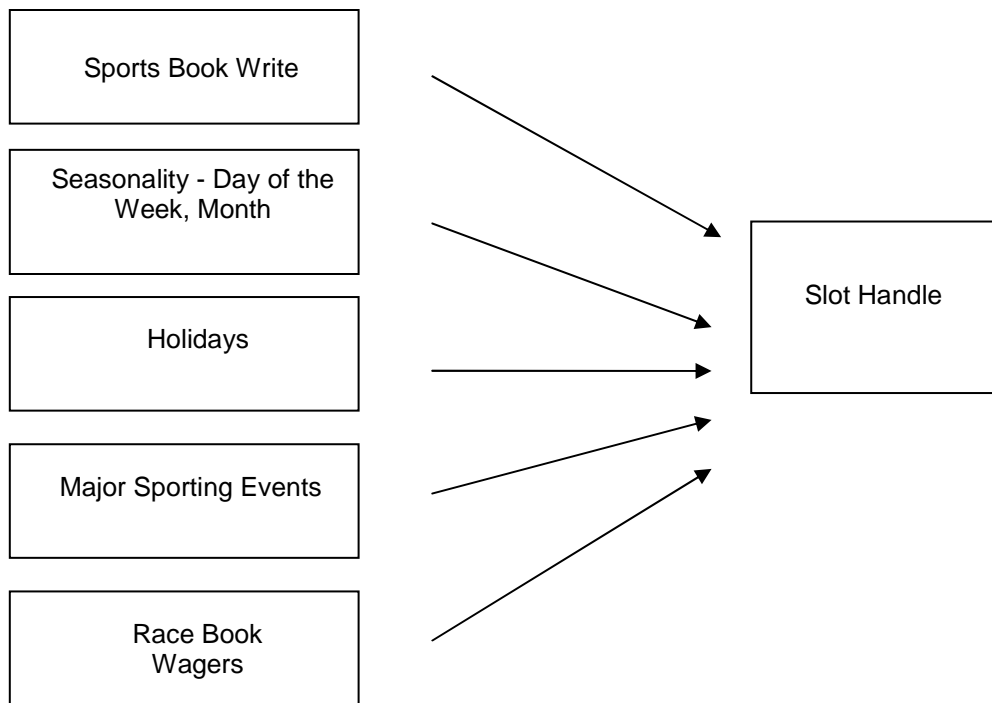 Sports Book Write
Seasonality - Day of the
Week, Month
Holidays
Major Sporting Events
Race Book
Wagers
Slot Handle